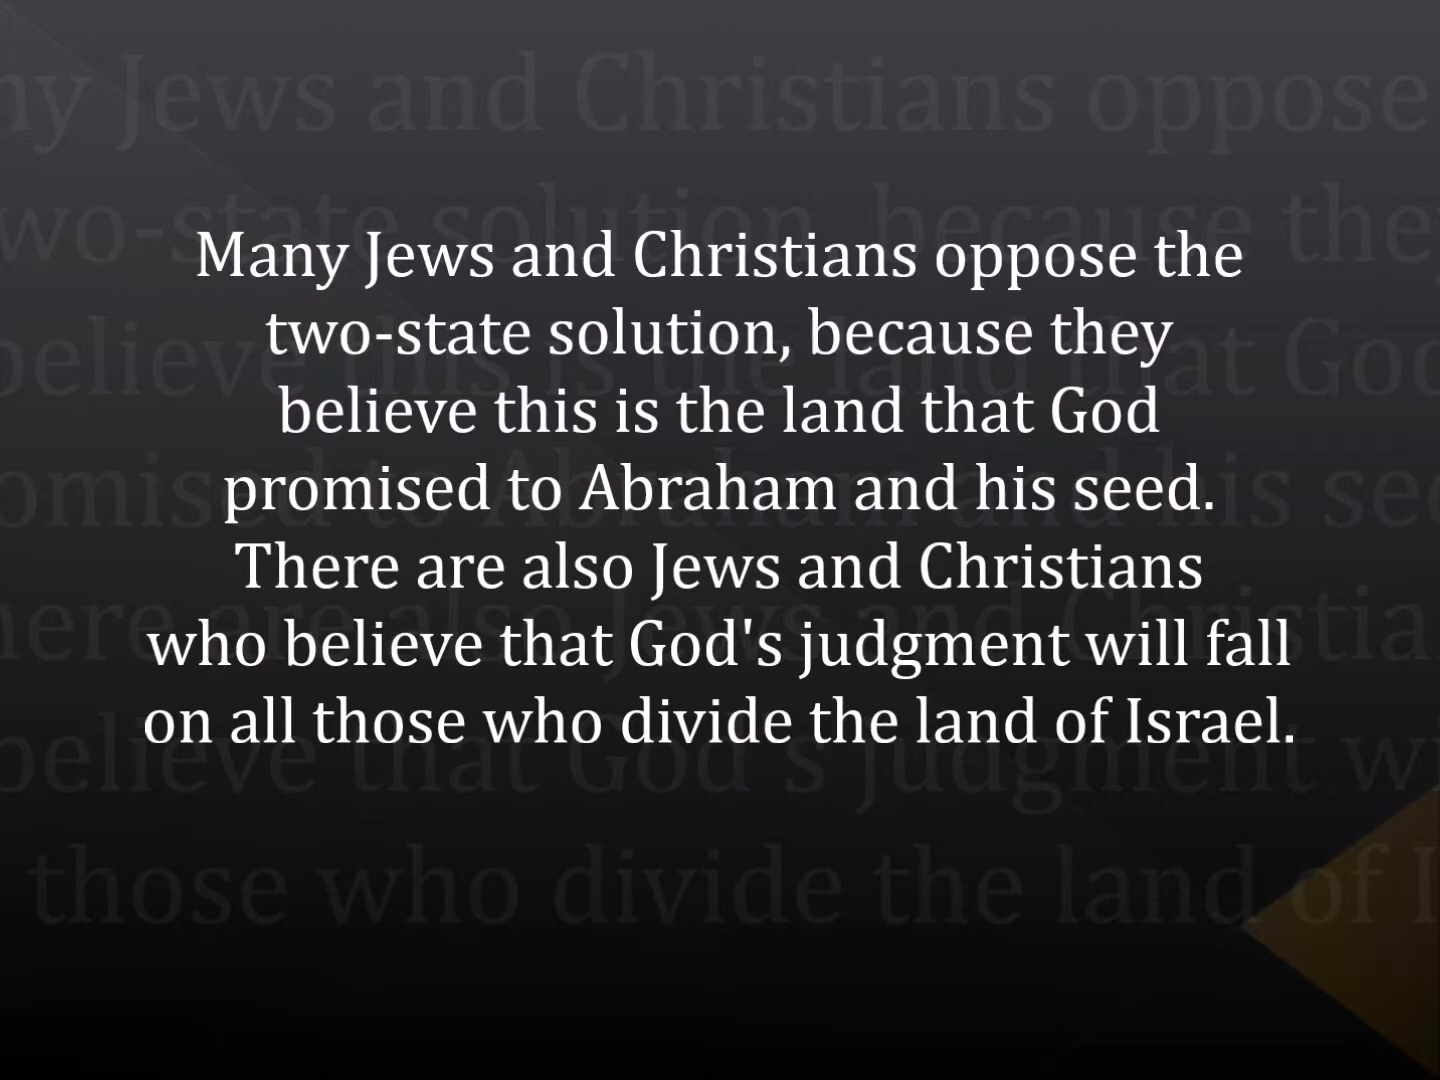 Many Jews and Christians oppose the
two-state solution, because they
believe this is the land that God
promised to Abraham and his seed.
There are also Jews and Christians
who believe that God's judgment will fall
on all those who divide the land of Israel.